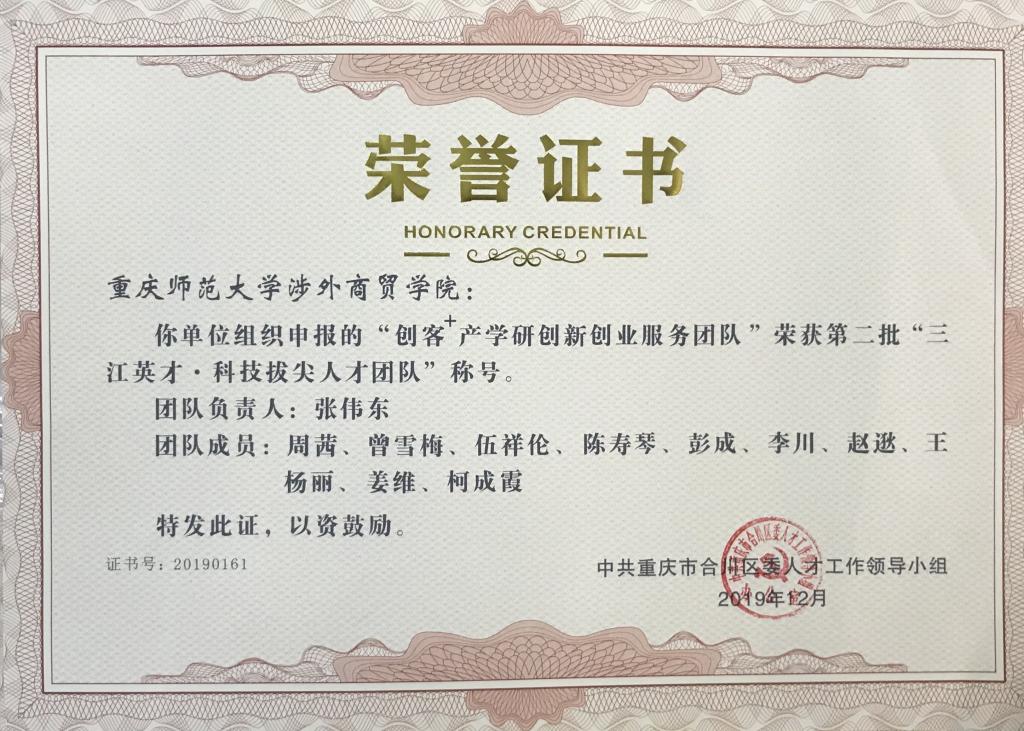 荣誉证书
HONORARY CREDENTIAL
重庆师范大学涉外商贸学院：
你单位组织申报的“创客⁺产学研创新创业服务团队”荣获第二批“三
江英才·科技拔尖人才团队”称号。
团队负责人：张伟东
团队成员：周茜、曾雪梅、伍祥伦、陈寿琴、彭成、李川、赵逖、王
杨丽、姜维、柯成霞
特发此证，以资鼓励。
证书号：20190161
中共重庆市合川区委人才工作领导小组
2019年12月